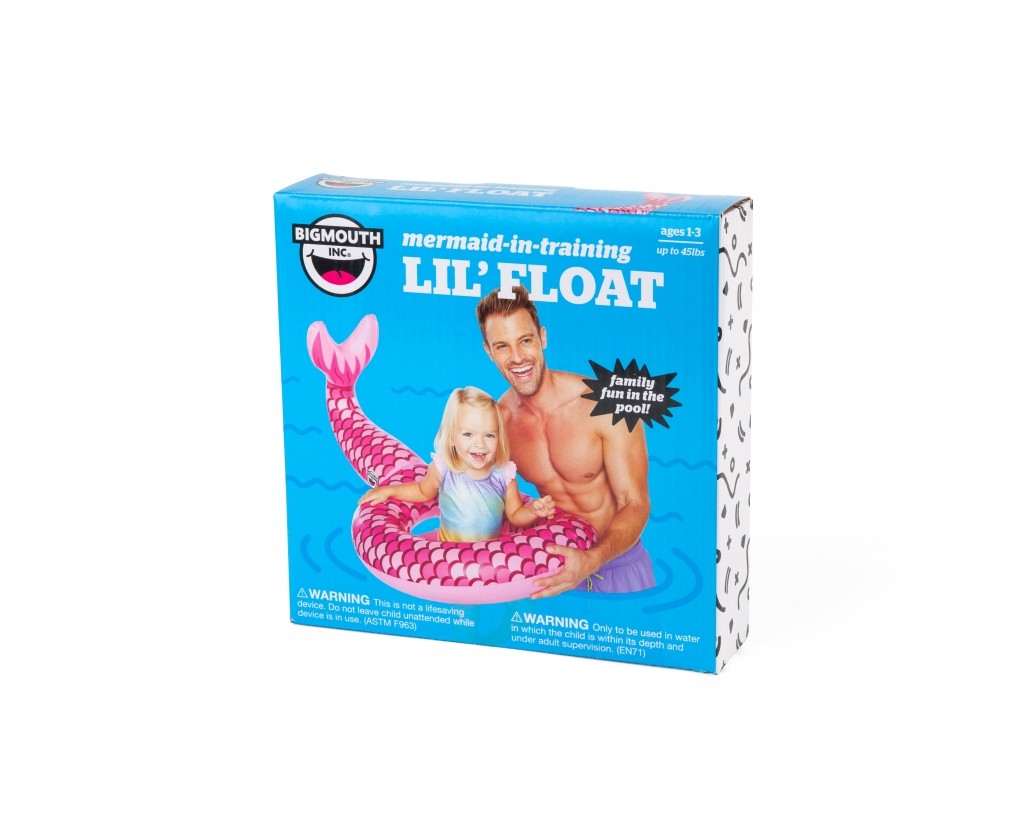 LIL' FLOAT
BIGMOUTH
INC®
mermaid-in-training
LIL' FLOAT
ages 1-3
up to 45lbs
family
fun in the
pool!
⚠WARNING This is not a lifesaving
device. Do not leave child unattended while
device is in use. (ASTM F963)
⚠WARNING Only to be used in water
in which the child is within its depth and
under adult supervision. (EN71)